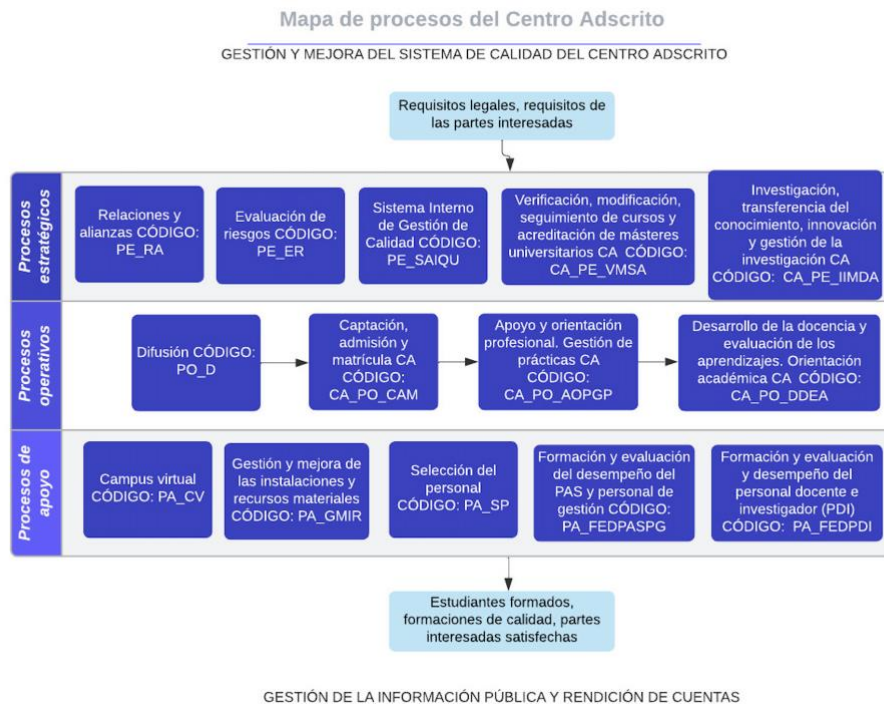 Mapa de procesos del Centro Adscrito
GESTIÓN Y MEJORA DEL SISTEMA DE CALIDAD DEL CENTRO ADSCRITO
Requisitos legales, requisitos de
las partes interesadas
Procesos
estratégicos
Relaciones y
alianzas CÓDIGO:
PE_RA
Evaluación de
riesgos CÓDIGO:
PE_ER
Sistema Interno
de Gestión de
Calidad CÓDIGO:
PE_SAIQU
Verificación, modificación,
seguimiento de cursos y
acreditación de másteres
universitarios CA CÓDIGO:
CA_PE_VMSA
Investigación,
transferencia del
conocimiento, innovación
y gestión de la
investigación CA
CÓDIGO: CA_PE_IIMDA
Procesos
operativos
Difusión CÓDIGO:
PO_D
Captación,
admisión y
matrícula CA
CÓDIGO:
CA_PO_CAM
Apoyo y orientación
profesional. Gestión de
prácticas CA
CÓDIGO:
CA_PO_AOPGP
Desarrollo de la docencia y
evaluación de los
aprendizajes. Orientación
académica CA CÓDIGO:
CA_PO_DDEA
Procesos de
apoyo
Campus virtual
CÓDIGO: PA_CV
Gestión y mejora de
las instalaciones y
recursos materiales
CÓDIGO: PA_GMIR
Selección del
personal
CÓDIGO: PA_SP
Formación y evaluación
del desempeño del
PAS y personal de
gestión CÓDIGO:
PA_FEDPASPG
Formación y evaluación
y desempeño del
personal docente e
investigador (PDI)
CÓDIGO: PA_FEDPDI
Estudiantes formados,
formaciones de calidad, partes
interesadas satisfechas
GESTIÓN DE LA INFORMACIÓN PÚBLICA Y RENDICIÓN DE CUENTAS